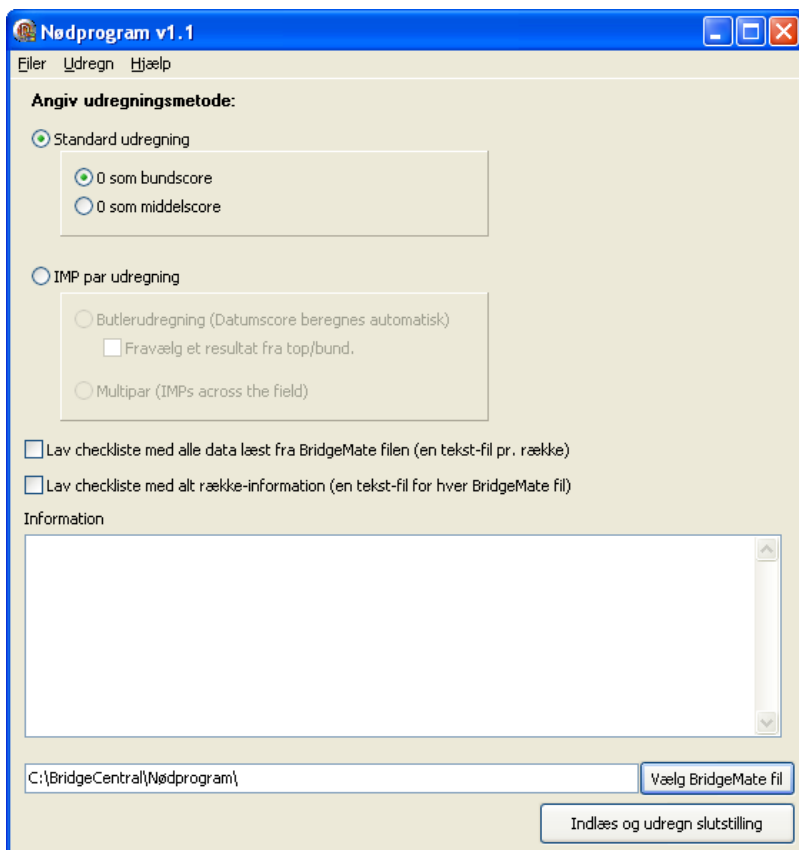 Nødprogram v1.1
Filer Udregn Hjælp
Angiv udregningsmetode:
Standard udregning
0 som bundscore
0 som middelscore
IMP par udregning
Butlerudregning (Datumscore beregnes automatisk)
Fravælg et resultat fra top/bund.
Multipar (IMPs across the field)
Lav checkliste med alle data læst fra BridgeMate filen (en tekst-fil pr. række)
Lav checkliste med alt række-information (en tekst-fil for hver BridgeMate fil)
Information
C:\BridgeCentral\Nødprogram\ Vælg BridgeMate fil
Indlæs og udregn slutstilling